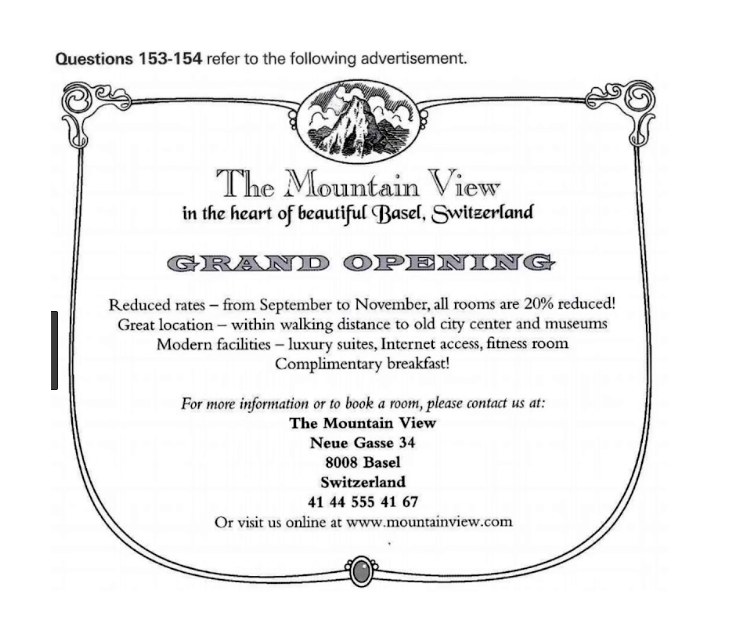 Questions 153-154 refer to the following advertisement.
The Mountain View
in the heart of beautiful Basel, Switzerland
GRAND OPENING
Reduced rates – from September to November, all rooms are 20% reduced!
Great location – within walking distance to old city center and museums
Modern facilities – luxury suites, Internet access, fitness room
Complimentary breakfast!
For more information or to book a room, please contact us at:
The Mountain View
Neue Gasse 34
8008 Basel
Switzerland
41 44 555 41 67
Or visit us online at www.mountainview.com